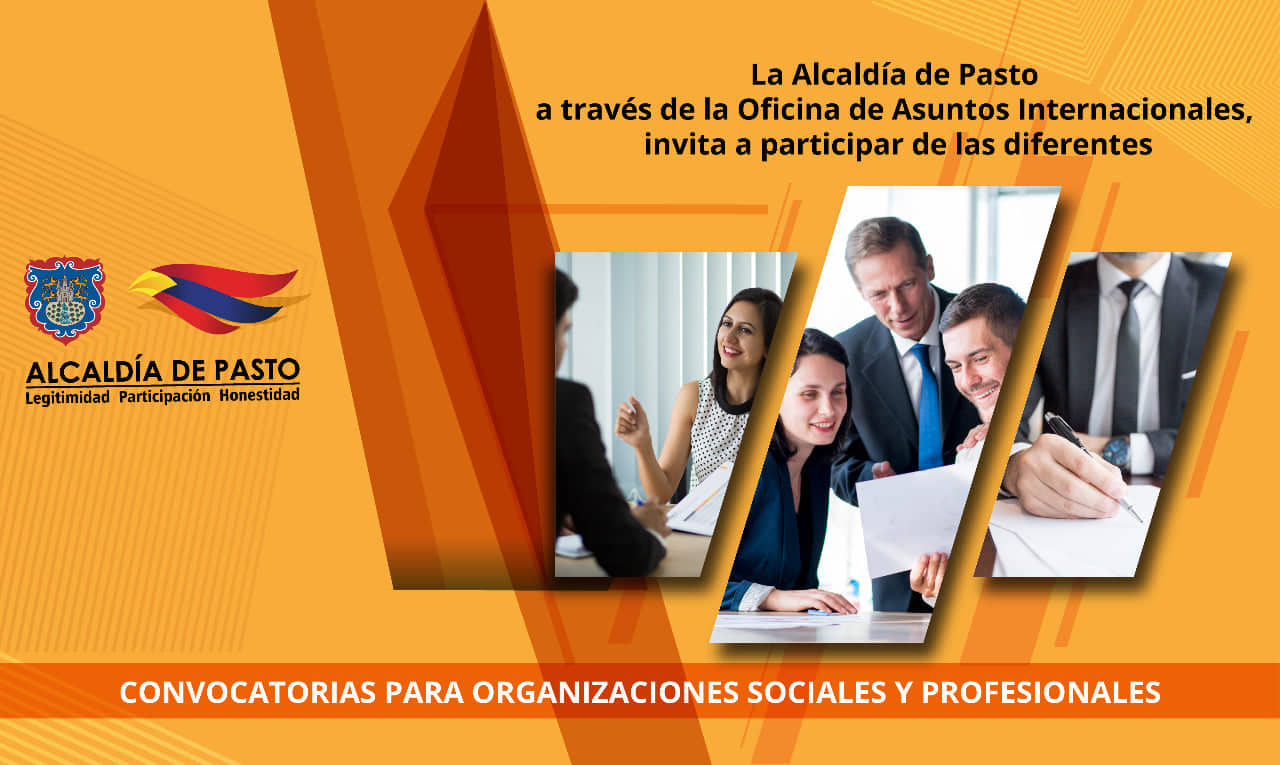 La Alcaldía de Pasto
a través de la Oficina de Asuntos Internacionales,
invita a participar de las diferentes
ALCALDÍA DE PASTO
Legitimidad Participación Honestidad
CONVOCATORIAS PARA ORGANIZACIONES SOCIALES Y PROFESIONALES